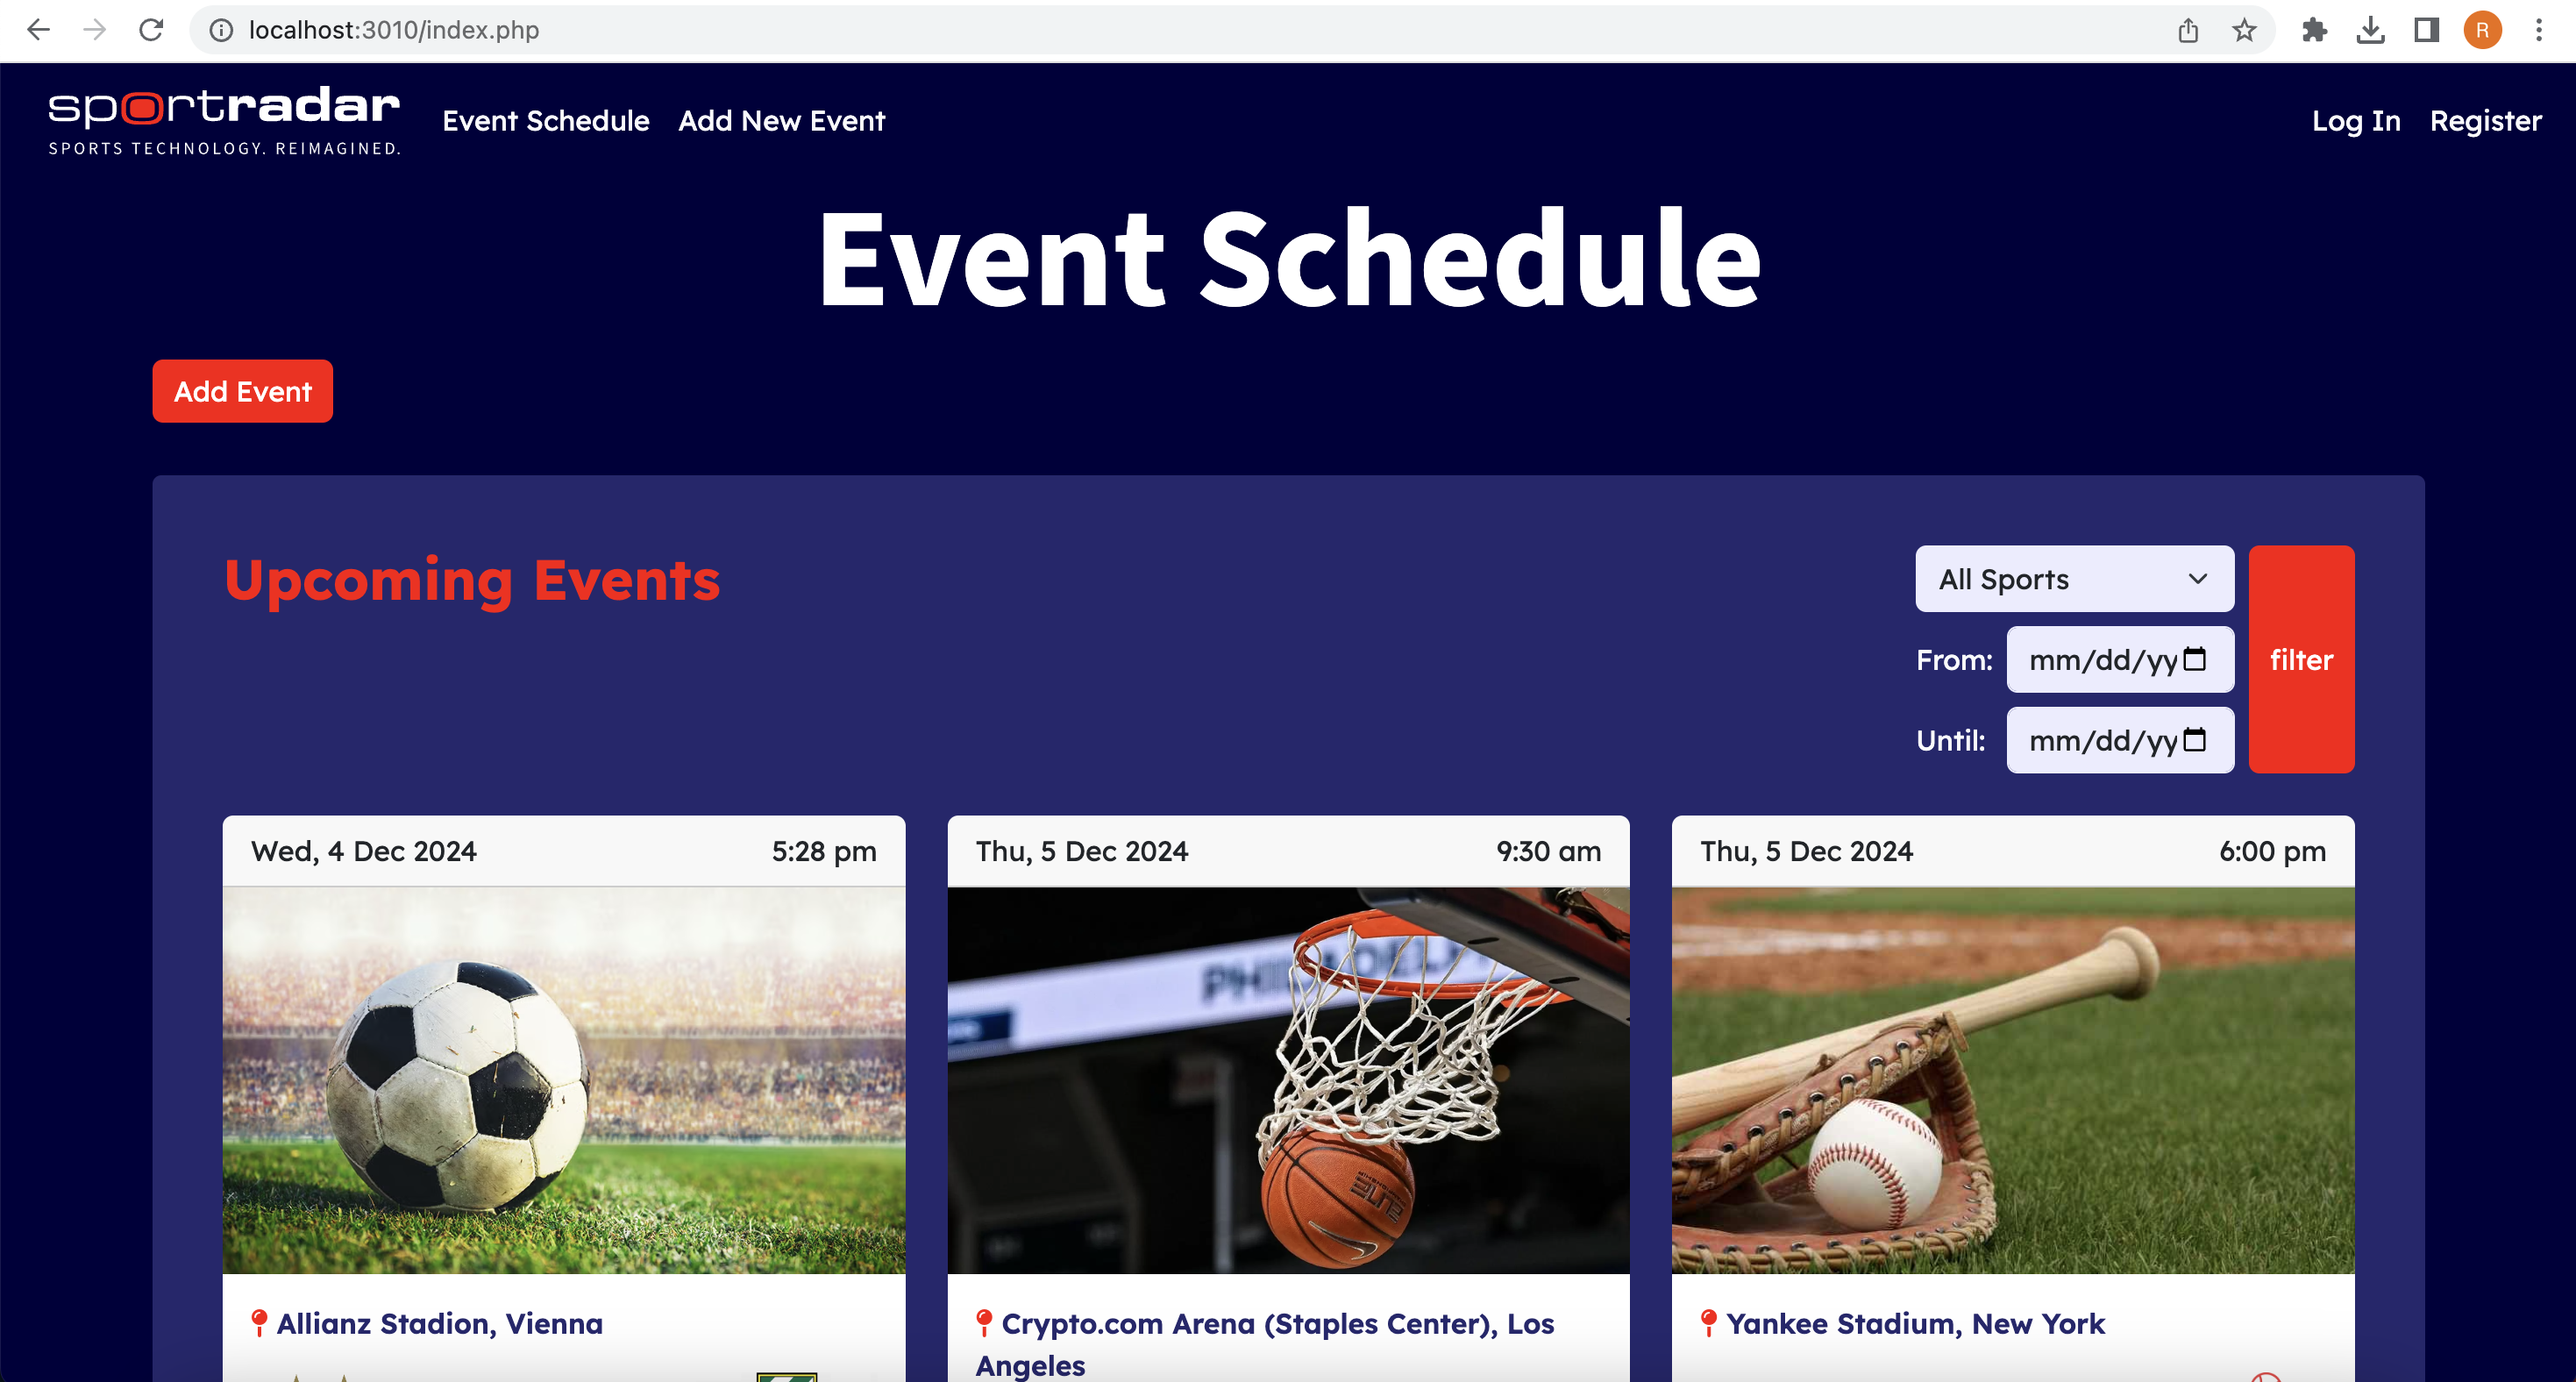 localhost:3010/index.php
R
sportradar
SPORTS TECHNOLOGY. REIMAGINED.
Event Schedule Add New Event
Log In Register
Event Schedule
Add Event
Upcoming Events
All Sports
From: mm/dd/yy
filter
Until: mm/dd/yy
Wed, 4 Dec 2024 5:28 pm
Thu, 5 Dec 2024 9:30 am
Thu, 5 Dec 2024 6:00 pm
ELITE
Allianz Stadion, Vienna
Crypto.com Arena (Staples Center), Los
Angeles
Yankee Stadium, New York